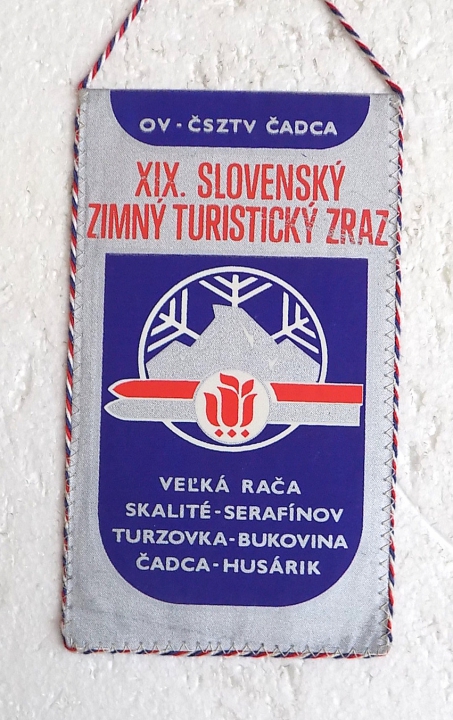 OV - ČSZTV ČADCA
XIX. SLOVENSKÝ
ZIMNÝ TURISTICKÝ ZRAZ
VEĽKÁ RAČA
SKALITÉ-SERAFÍNOV
TURZOVKA-BUKOVINA
ČADCA-HUSÁRIK